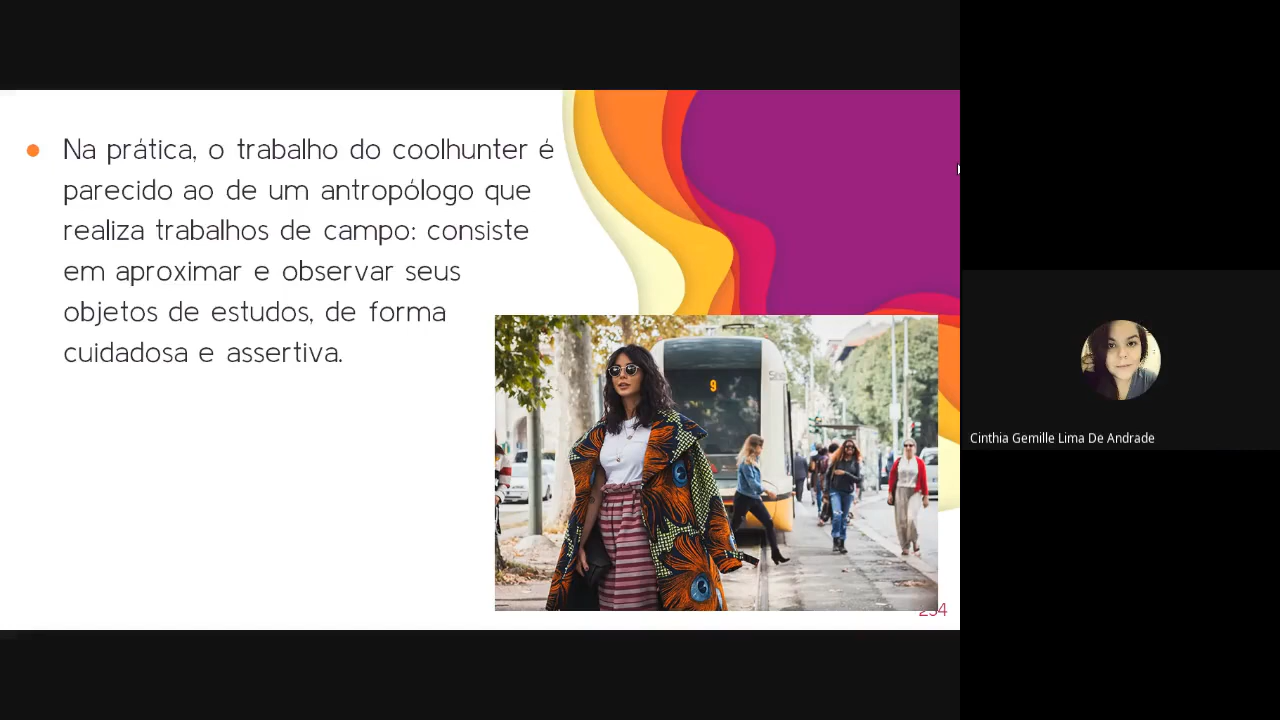 Na prática, o trabalho do coolhunter é
parecido ao de um antropólogo que
realiza trabalhos de campo: consiste
em aproximar e observar seus
objetos de estudos, de forma
cuidadosa e assertiva.
9
Cinthia Gemille Lima De Andrade